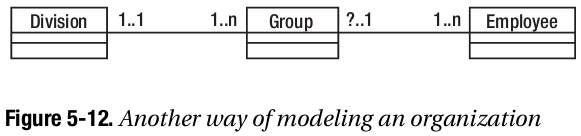 Division 1..1 1..n Group ?..1 1..n Employee
Figure 5-12. Another way of modeling an organization